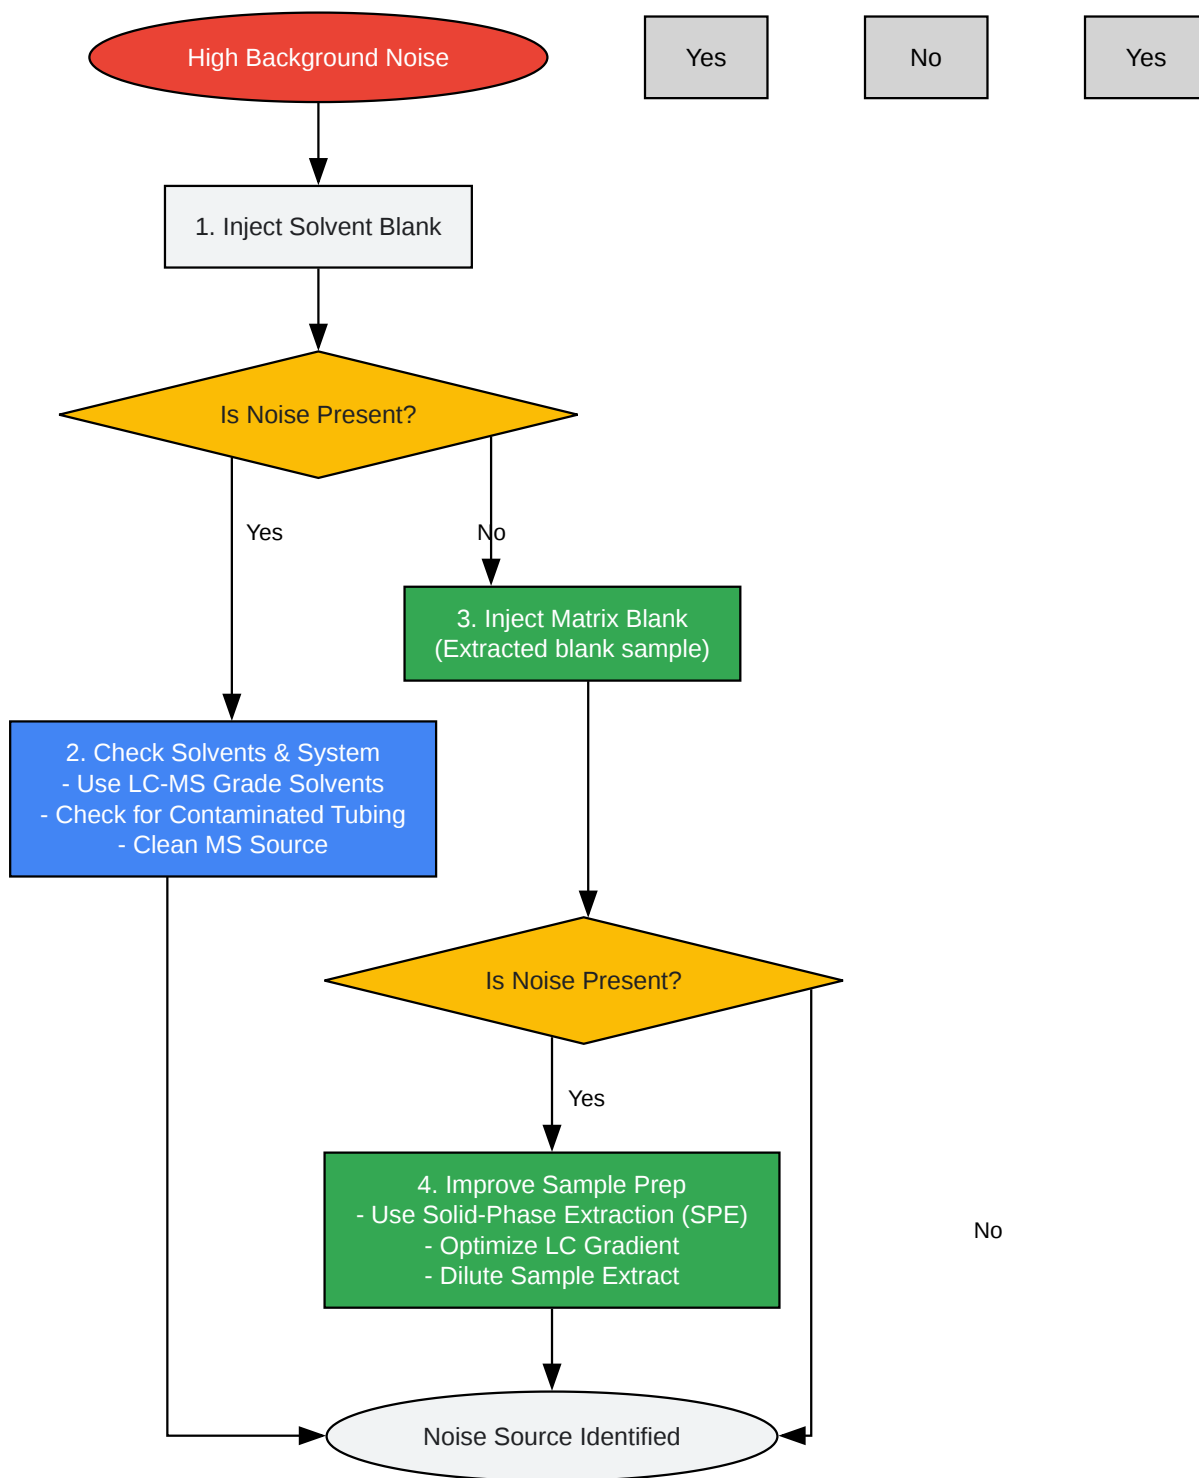 High Background Noise
Yes
No
Yes
1. Inject Solvent Blank
Is Noise Present?
Yes
No
3. Inject Matrix Blank
(Extracted blank sample)
2. Check Solvents & System
- Use LC-MS Grade Solvents
- Check for Contaminated Tubing
- Clean MS Source
Is Noise Present?
Yes
4. Improve Sample Prep
- Use Solid-Phase Extraction (SPE)
- Optimize LC Gradient
- Dilute Sample Extract
No
Noise Source Identified